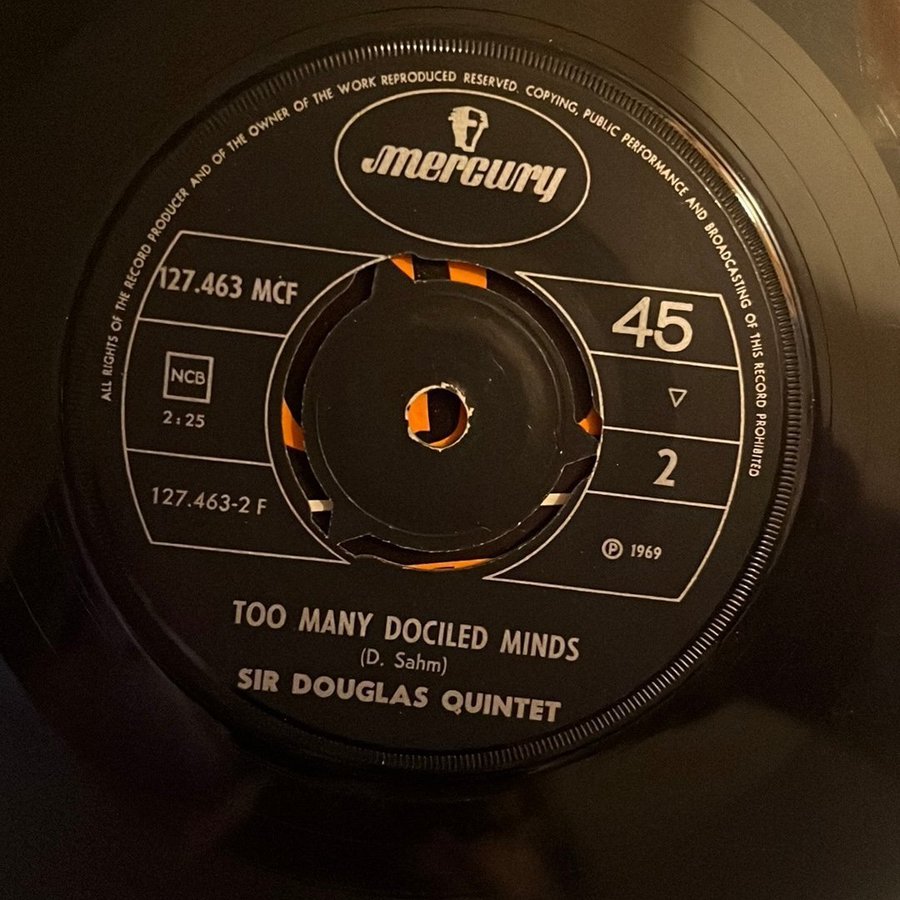 ALL RIGHTS OF THE RECORD PRODUCER AND OF THE OWNER OF THE WORK REPRODUCED RESERVED. COPYING, PUBLIC PERFORMANCE AND BROADCASTING OF THIS RECORD PROHIBITED
mercury
127.463 MCF
NCB
2:25
127.463-2 F
45
▽
2
℗ 1969
TOO MANY DOCILED MINDS
(D. Sahm)
SIR DOUGLAS QUINTET